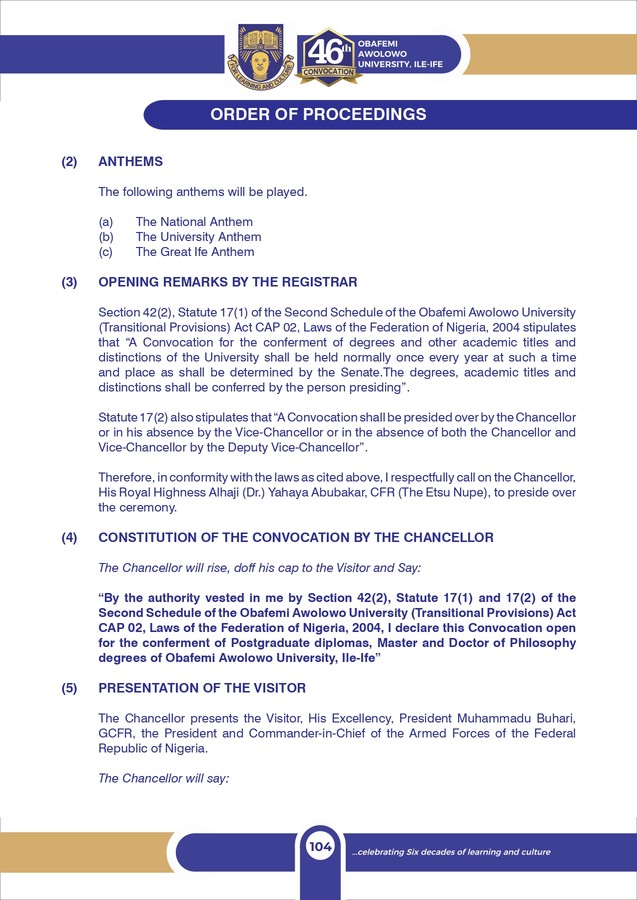 FOR LEARNING AND CULTURE
46th
CONVOCATION
OBAFEMI
AWOLOWO
UNIVERSITY, ILE-IFE
ORDER OF PROCEEDINGS
(2) ANTHEMS
The following anthems will be played.
(a) The National Anthem
(b) The University Anthem
(c) The Great Ife Anthem
(3) OPENING REMARKS BY THE REGISTRAR
Section 42(2), Statute 17(1) of the Second Schedule of the Obafemi Awolowo University
(Transitional Provisions) Act CAP 02, Laws of the Federation of Nigeria, 2004 stipulates
that “A Convocation for the conferment of degrees and other academic titles and
distinctions of the University shall be held normally once every year at such a time
and place as shall be determined by the Senate.The degrees, academic titles and
distinctions shall be conferred by the person presiding”.
Statute 17(2) also stipulates that “A Convocation shall be presided over by the Chancellor
or in his absence by the Vice-Chancellor or in the absence of both the Chancellor and
Vice-Chancellor by the Deputy Vice-Chancellor”.
Therefore, in conformity with the laws as cited above, I respectfully call on the Chancellor,
His Royal Highness Alhaji (Dr.) Yahaya Abubakar, CFR (The Etsu Nupe), to preside over
the ceremony.
(4) CONSTITUTION OF THE CONVOCATION BY THE CHANCELLOR
The Chancellor will rise, doff his cap to the Visitor and Say:
“By the authority vested in me by Section 42(2), Statute 17(1) and 17(2) of the
Second Schedule of the Obafemi Awolowo University (Transitional Provisions) Act
CAP 02, Laws of the Federation of Nigeria, 2004, I declare this Convocation open
for the conferment of Postgraduate diplomas, Master and Doctor of Philosophy
degrees of Obafemi Awolowo University, Ile-Ife”
(5) PRESENTATION OF THE VISITOR
The Chancellor presents the Visitor, His Excellency, President Muhammadu Buhari,
GCFR, the President and Commander-in-Chief of the Armed Forces of the Federal
Republic of Nigeria.
The Chancellor will say:
104
...celebrating Six decades of learning and culture